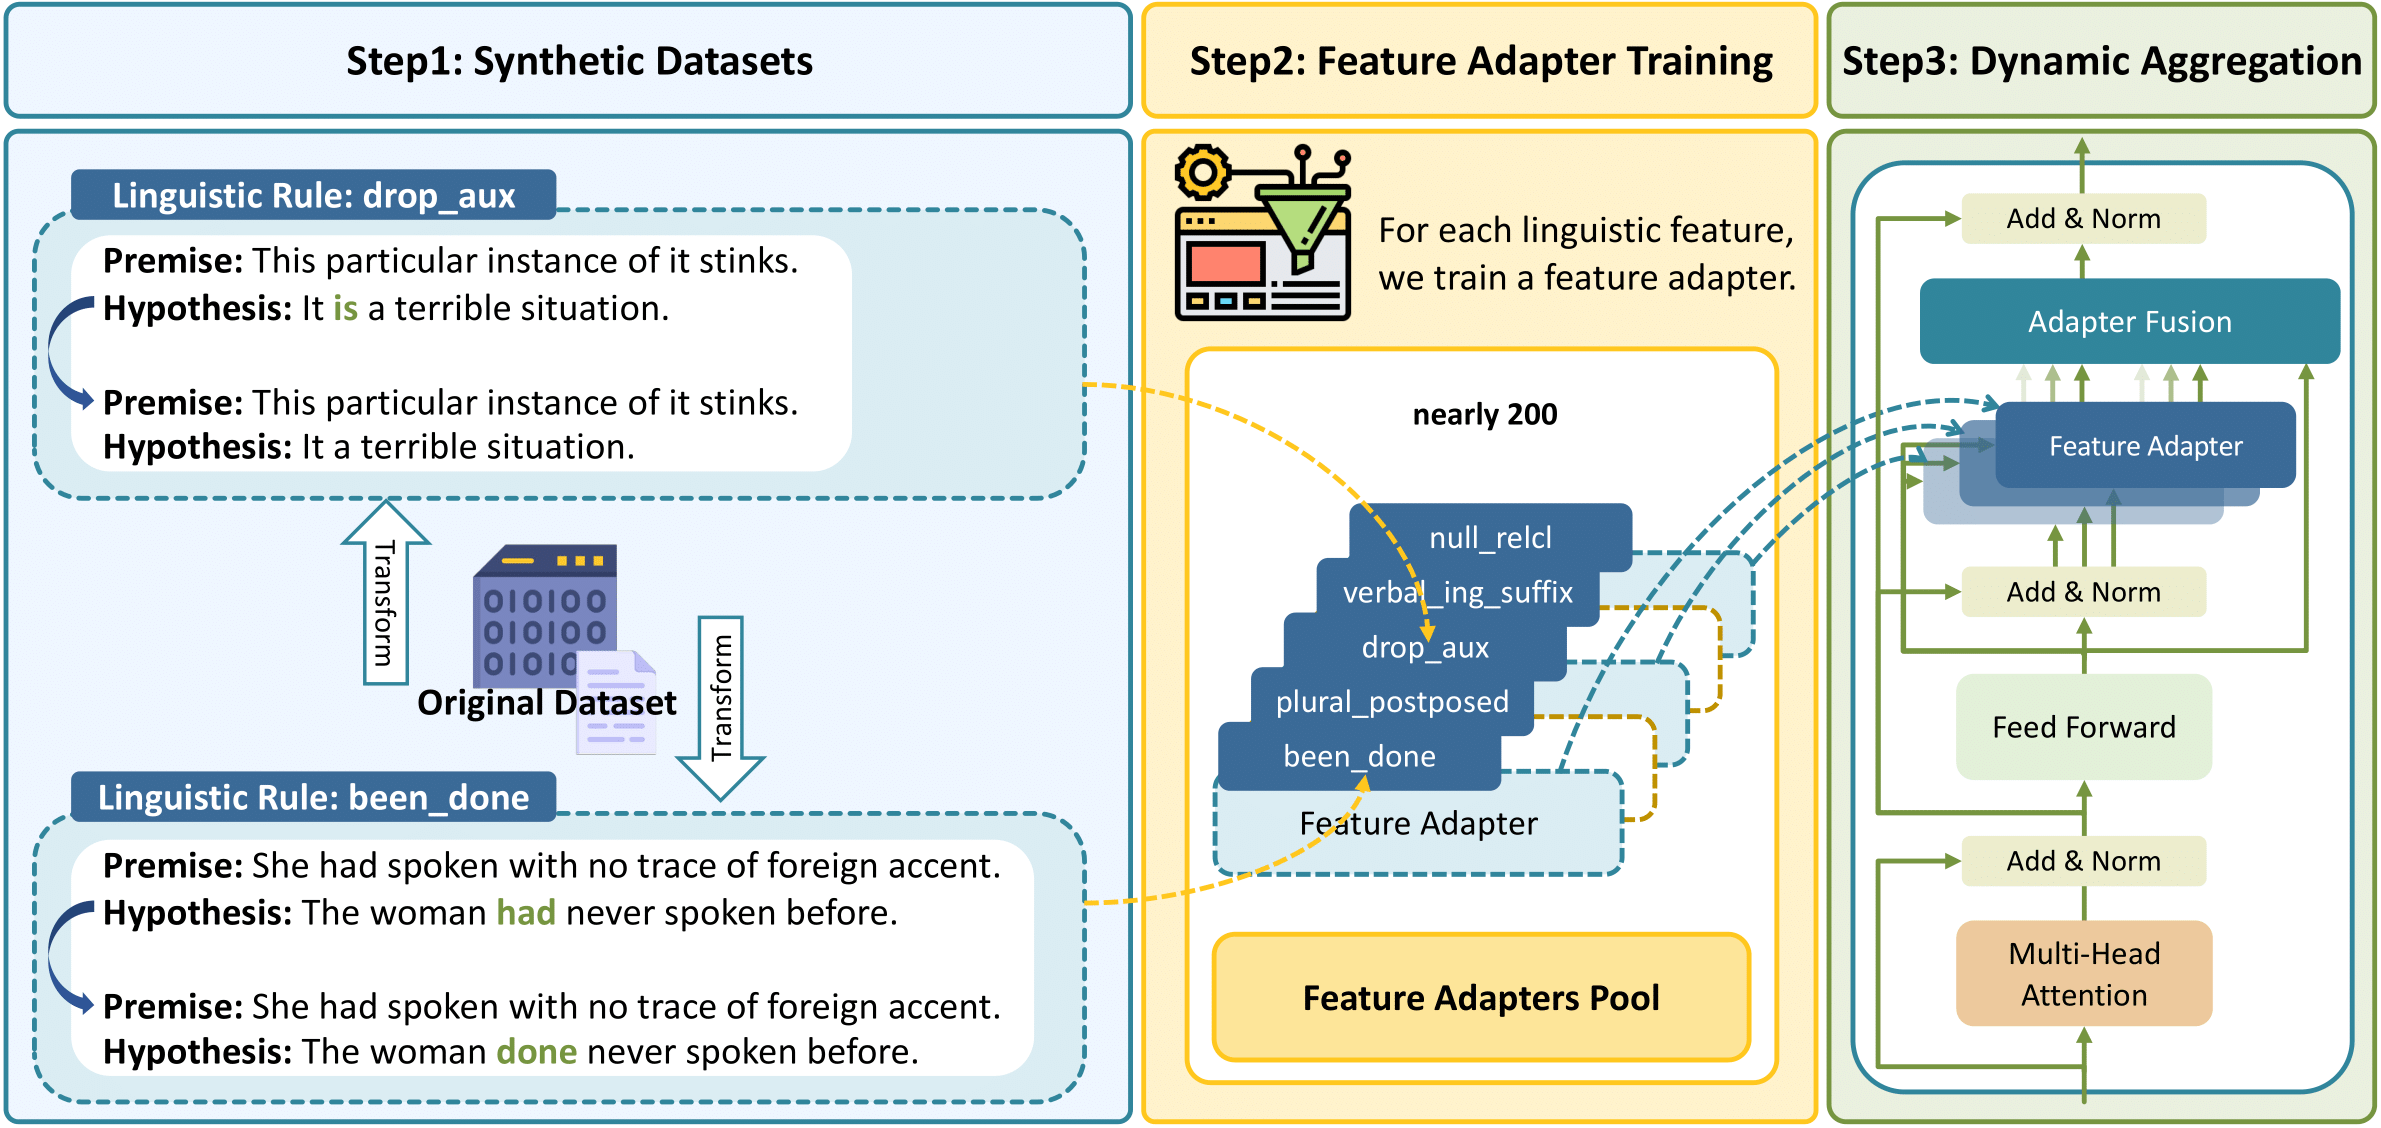 Step1: Synthetic Datasets
Linguistic Rule: drop_aux
Premise: This particular instance of it stinks.
Hypothesis: It is a terrible situation.
Premise: This particular instance of it stinks.
Hypothesis: It a terrible situation.
Transform
Original Dataset
Transform
Linguistic Rule: been_done
Premise: She had spoken with no trace of foreign accent.
Hypothesis: The woman had never spoken before.
Premise: She had spoken with no trace of foreign accent.
Hypothesis: The woman done never spoken before.
Step2: Feature Adapter Training
For each linguistic feature,
we train a feature adapter.
nearly 200
null_relcl
verbal_ing_suffix
drop_aux
plural_postposed
been_done
Feature Adapter
Feature Adapters Pool
Step3: Dynamic Aggregation
Add & Norm
Adapter Fusion
Feature Adapter
Add & Norm
Feed Forward
Add & Norm
Multi-Head
Attention